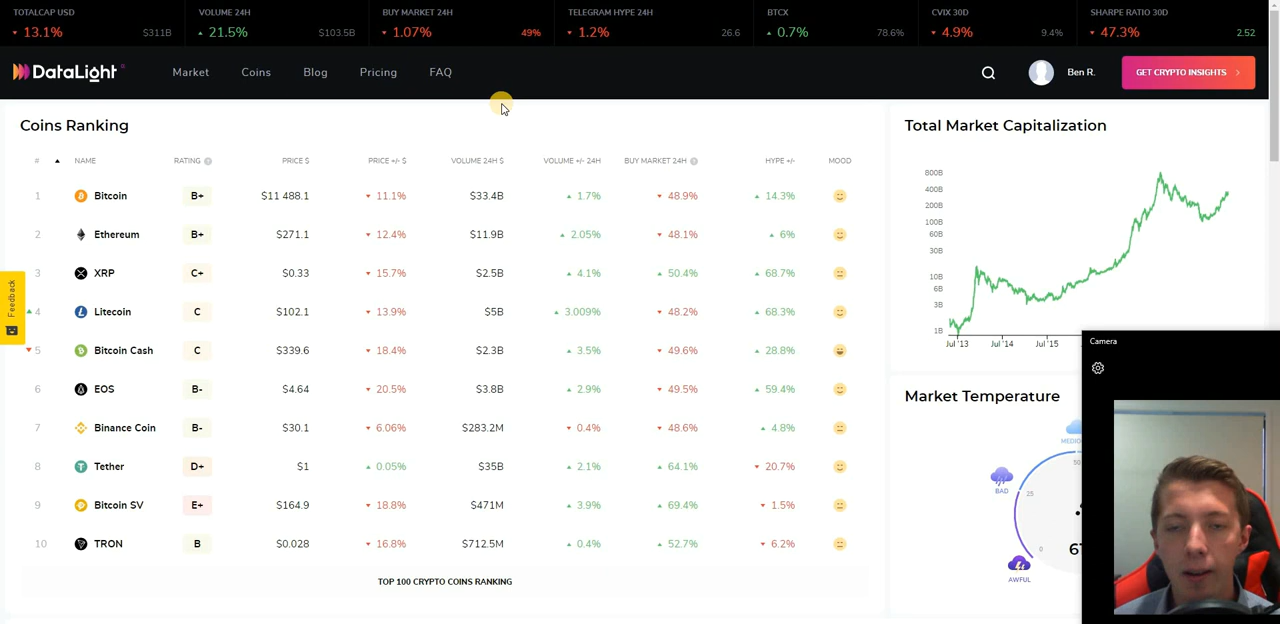 TOTALCAP USD VOLUME 24H BUY MARKET 24H TELEGRAM HYPE 24H BTCX CVIX 30D SHARPE RATIO 30D
13.1% $311B 21.5% $103.5B 1.07% 49% 1.2% 26.6 0.7% 78.6% 4.9% 9.4% 47.3% 2.52
DataLight Market Coins Blog Pricing FAQ Ben R. GET CRYPTO INSIGHTS
Coins Ranking
# NAME RATING ? PRICE $ PRICE +/- $ VOLUME 24H $ VOLUME +/- 24H BUY MARKET 24H ? HYPE +/- MOOD
1 Bitcoin B+ $11 488.1 11.1% $33.4B 1.7% 48.9% 14.3%
2 Ethereum B+ $271.1 12.4% $11.9B 2.05% 48.1% 6%
3 XRP C+ $0.33 15.7% $2.5B 4.1% 50.4% 68.7%
4 Litecoin C $102.1 13.9% $5B 3.009% 48.2% 68.3%
5 Bitcoin Cash C $339.6 18.4% $2.3B 3.5% 49.6% 28.8%
6 EOS B- $4.64 20.5% $3.8B 2.9% 49.5% 59.4%
7 Binance Coin B- $30.1 6.06% $283.2M 0.4% 48.6% 4.8%
8 Tether D+ $1 0.05% $35B 2.1% 64.1% 20.7%
9 Bitcoin SV E+ $164.9 18.8% $471M 3.9% 69.4% 1.5%
10 TRON B $0.028 16.8% $712.5M 0.4% 52.7% 6.2%
TOP 100 CRYPTO COINS RANKING
Feedback
Total Market Capitalization
800B
400B
200B
100B
60B
30B
10B
6B
3B
1B
Jul '13 Jul '14 Jul '15
Market Temperature
BAD
AWFUL
0
25
50
Camera